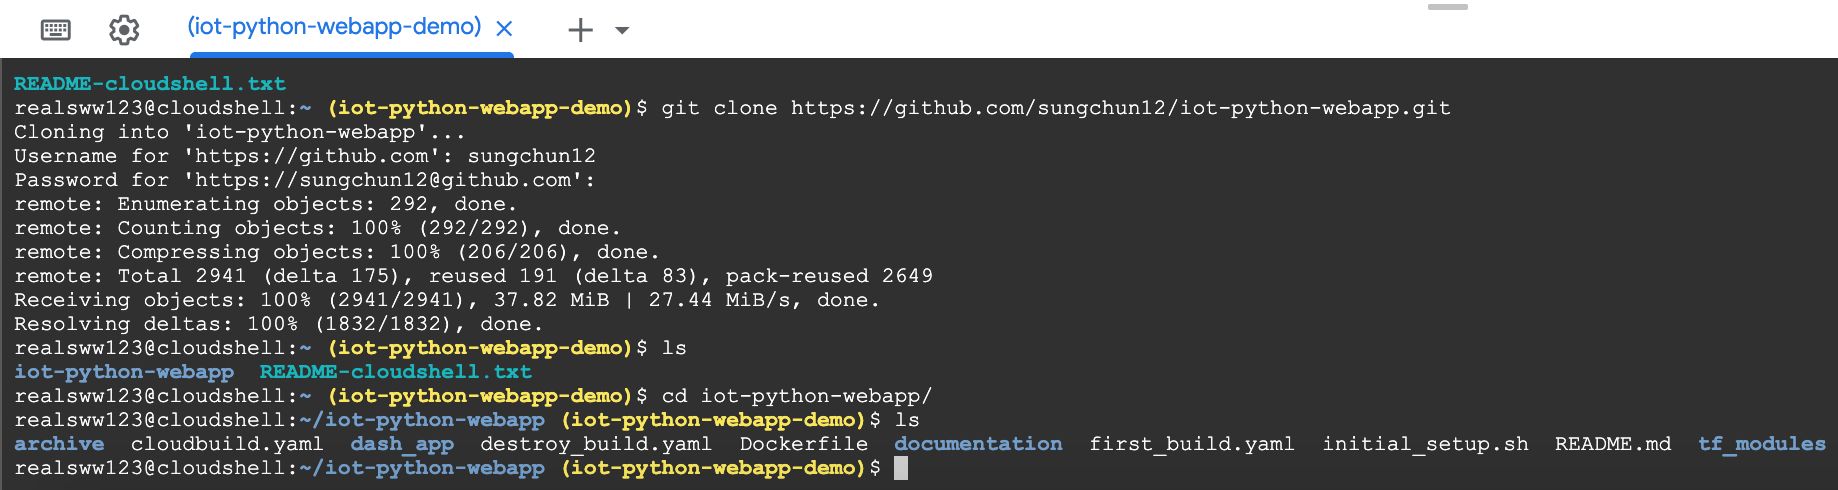 (iot-python-webapp-demo)
README-cloudshell.txt
realsww123@cloudshell:~ (iot-python-webapp-demo)$ git clone https://github.com/sungchun12/iot-python-webapp.git
Cloning into 'iot-python-webapp'...
Username for 'https://github.com': sungchun12
Password for 'https://sungchun12@github.com':
remote: Enumerating objects: 292, done.
remote: Counting objects: 100% (292/292), done.
remote: Compressing objects: 100% (206/206), done.
remote: Total 2941 (delta 175), reused 191 (delta 83), pack-reused 2649
Receiving objects: 100% (2941/2941), 37.82 MiB | 27.44 MiB/s, done.
Resolving deltas: 100% (1832/1832), done.
realsww123@cloudshell:~ (iot-python-webapp-demo)$ ls
iot-python-webapp  README-cloudshell.txt
realsww123@cloudshell:~ (iot-python-webapp-demo)$ cd iot-python-webapp/
realsww123@cloudshell:~/iot-python-webapp (iot-python-webapp-demo)$ ls
archive  cloudbuild.yaml  dash_app  destroy_build.yaml  Dockerfile  documentation  first_build.yaml  initial_setup.sh  README.md  tf_modules
realsww123@cloudshell:~/iot-python-webapp (iot-python-webapp-demo)$